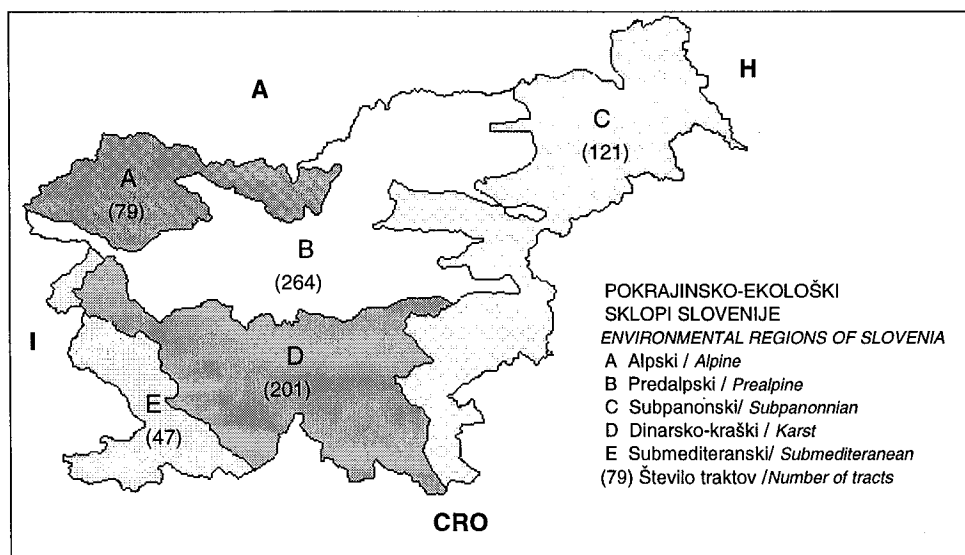 A
H
C
(121)
A
(79)
B
(264)
I
D
(201)
E
(47)
CRO
POKRAJINSKO-EKOLOŠKI
SKLOPI SLOVENIJE
ENVIRONMENTAL REGIONS OF SLOVENIA
A Alpski / Alpine
B Predalpski / Prealpine
C Subpanonski/ Subpanonnian
D Dinarsko-kraški / Karst
E Submediteranski / Submediteranean
(79) Število traktov /Number of tracts